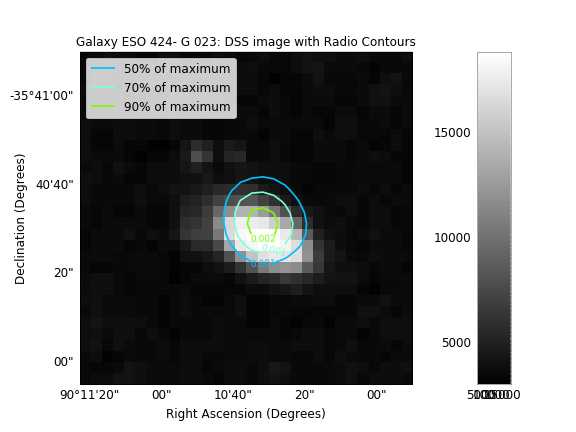 Galaxy ESO 424- G 023: DSS image with Radio Contours
50% of maximum
70% of maximum
90% of maximum
-35°41'00"
40'40"
20"
00"
Declination (Degrees)
0.002
90°11'20"
00"
10'40"
20"
00"
Right Ascension (Degrees)
15000
10000
5000